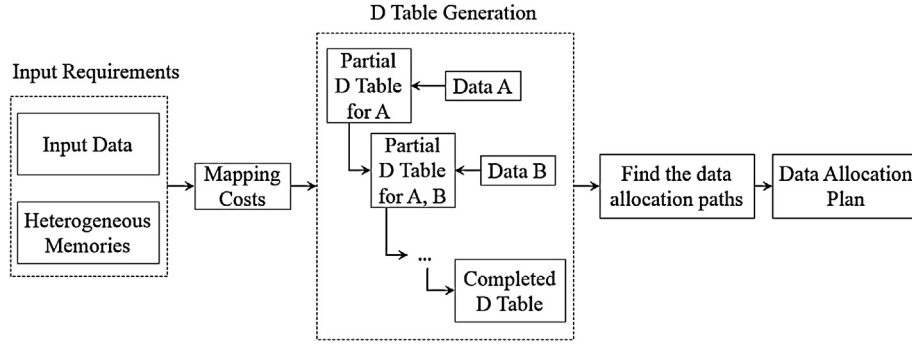 D Table Generation
Input Requirements
Input Data
Heterogeneous
Memories
Mapping
Costs
Partial
D Table
for A
Data A
Partial
D Table
for A, B
Data B
...
Completed
D Table
Find the data
allocation paths
Data Allocation
Plan